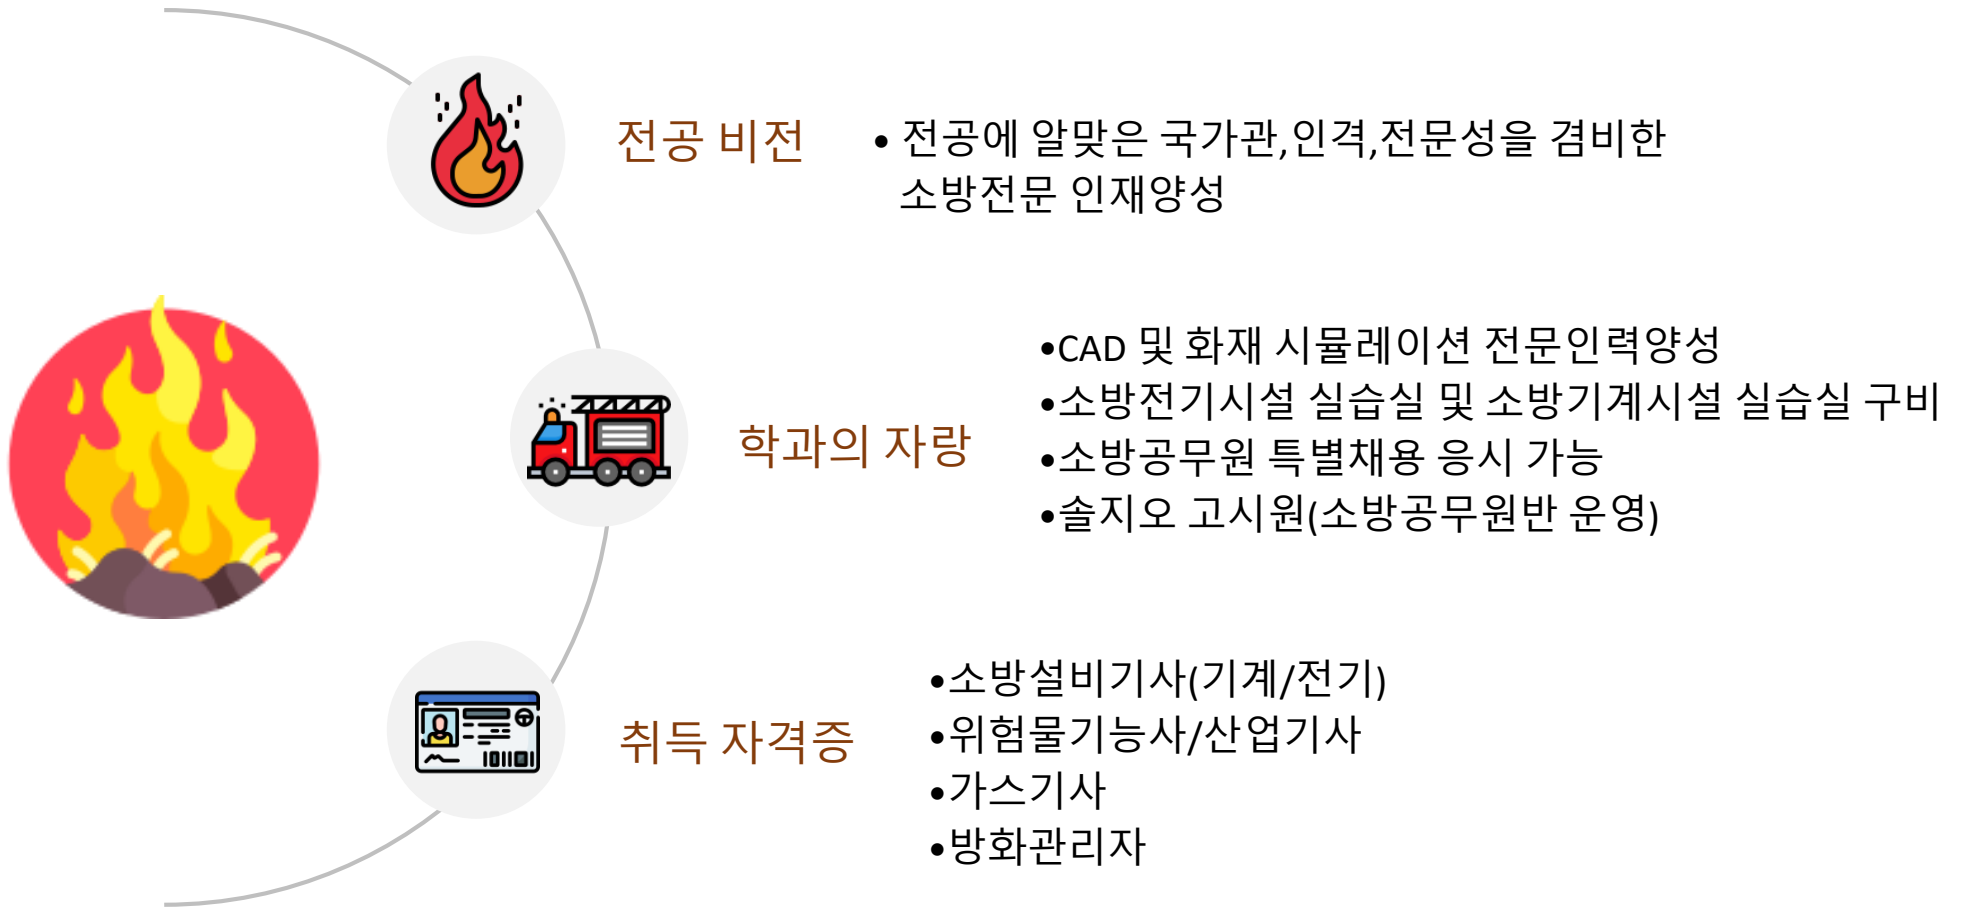 전공 비전
• 전공에 알맞은 국가관,인격,전문성을 겸비한
소방전문 인재양성
학과의 자랑
•CAD 및 화재 시뮬레이션 전문인력양성
•소방전기시설 실습실 및 소방기계시설 실습실 구비
•소방공무원 특별채용 응시 가능
•솔지오 고시원(소방공무원반 운영)
취득 자격증
•소방설비기사(기계/전기)
•위험물기능사/산업기사
•가스기사
•방화관리자